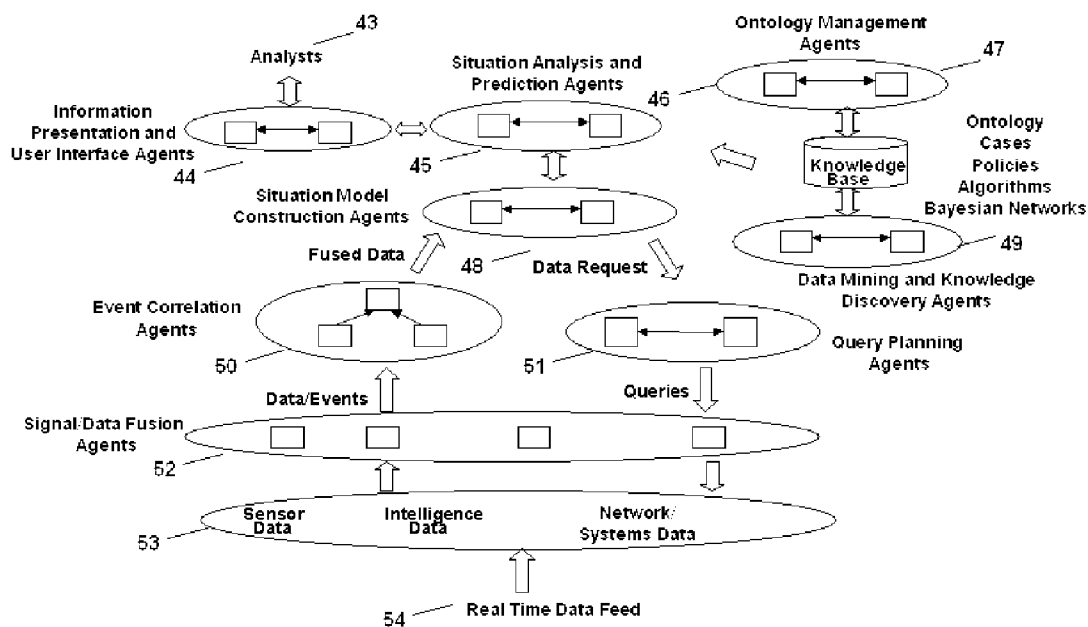 43
Analysts
Information
Presentation and
User Interface Agents
44
Situation Analysis and
Prediction Agents
45
Ontology Management
Agents
47
46
Knowledge
Base
Ontology
Cases
Policies
Algorithms
Bayesian Networks
49
Data Mining and Knowledge
Discovery Agents
Situation Model
Construction Agents
48
Fused Data
Data Request
Event Correlation
Agents
50
51
Query Planning
Agents
Data/Events
Queries
Signal/Data Fusion
Agents
52
Sensor
Data
Intelligence
Data
Network/
Systems Data
53
54
Real Time Data Feed